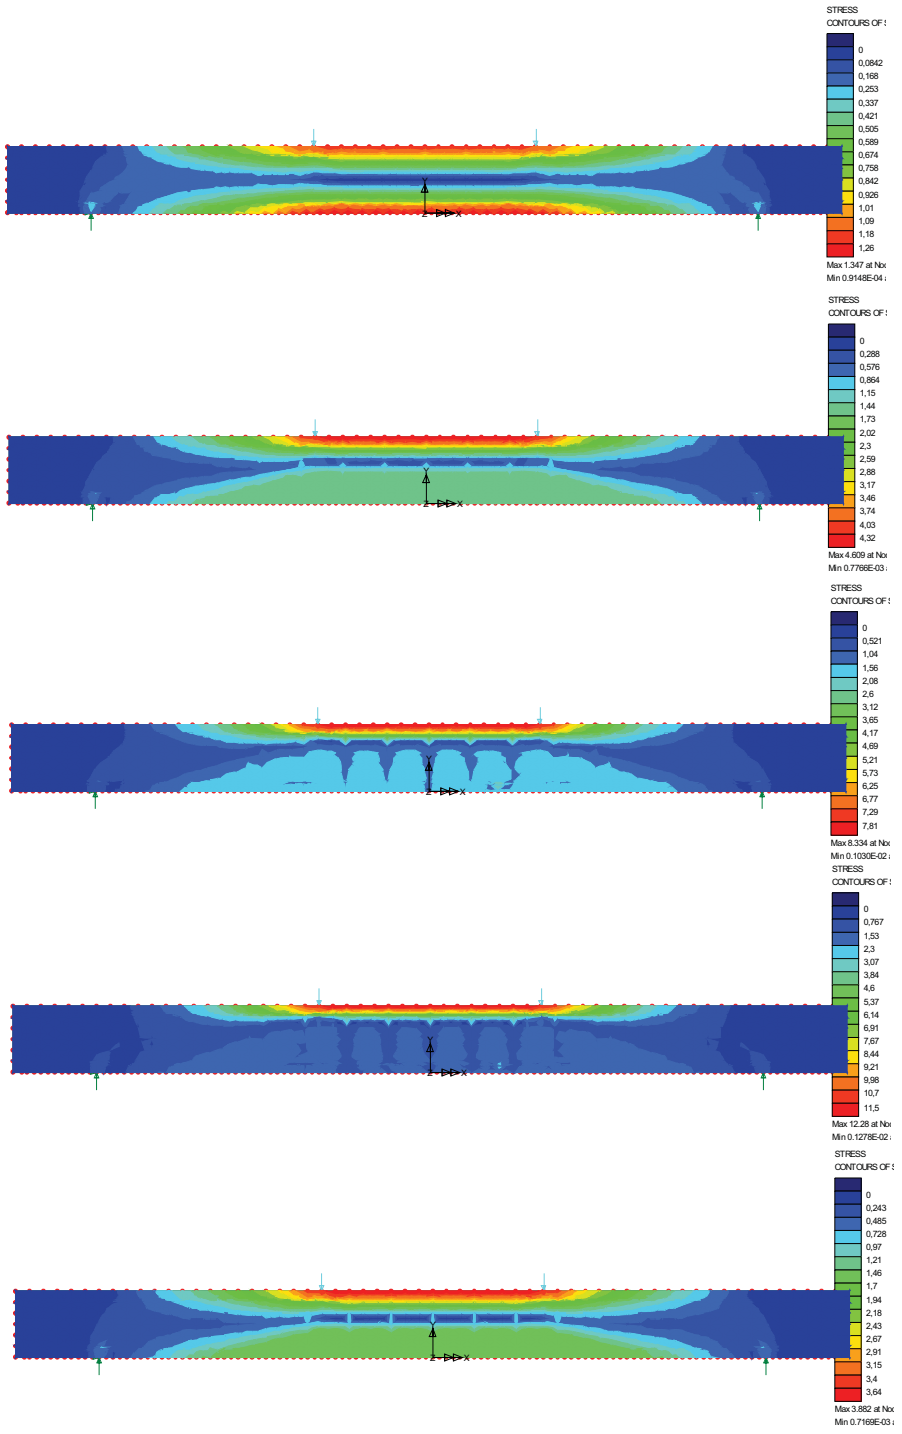 STRESS
CONTOURS OF S
0
0,0842
0,168
0,253
0,337
0,421
0,505
0,589
0,674
0,758
0,842
0,926
1,01
1,09
1,18
1,26
Max 1.347 at No
Min 0.9148E-04
Y
Z X
STRESS
CONTOURS OF S
0
0,288
0,576
0,864
1,15
1,44
1,73
2,02
2,3
2,59
2,88
3,17
3,46
3,74
4,03
4,32
Max 4.609 at No
Min 0.7766E-03
Y
Z X
STRESS
CONTOURS OF S
0
0,521
1,04
1,56
2,08
2,6
3,12
3,65
4,17
4,69
5,21
5,73
6,25
6,77
7,29
7,81
Max 8.334 at No
Min 0.1030E-02
Y
Z X
STRESS
CONTOURS OF S
0
0,767
1,53
2,3
3,07
3,84
4,6
5,37
6,14
6,91
7,67
8,44
9,21
9,98
10,7
11,5
Max 12.28 at No
Min 0.1278E-02
Y
Z X
STRESS
CONTOURS OF S
0
0,243
0,485
0,728
0,97
1,21
1,46
1,7
1,94
2,18
2,43
2,67
2,91
3,15
3,4
3,64
Max 3.882 at No
Min 0.7169E-03
Y
Z X